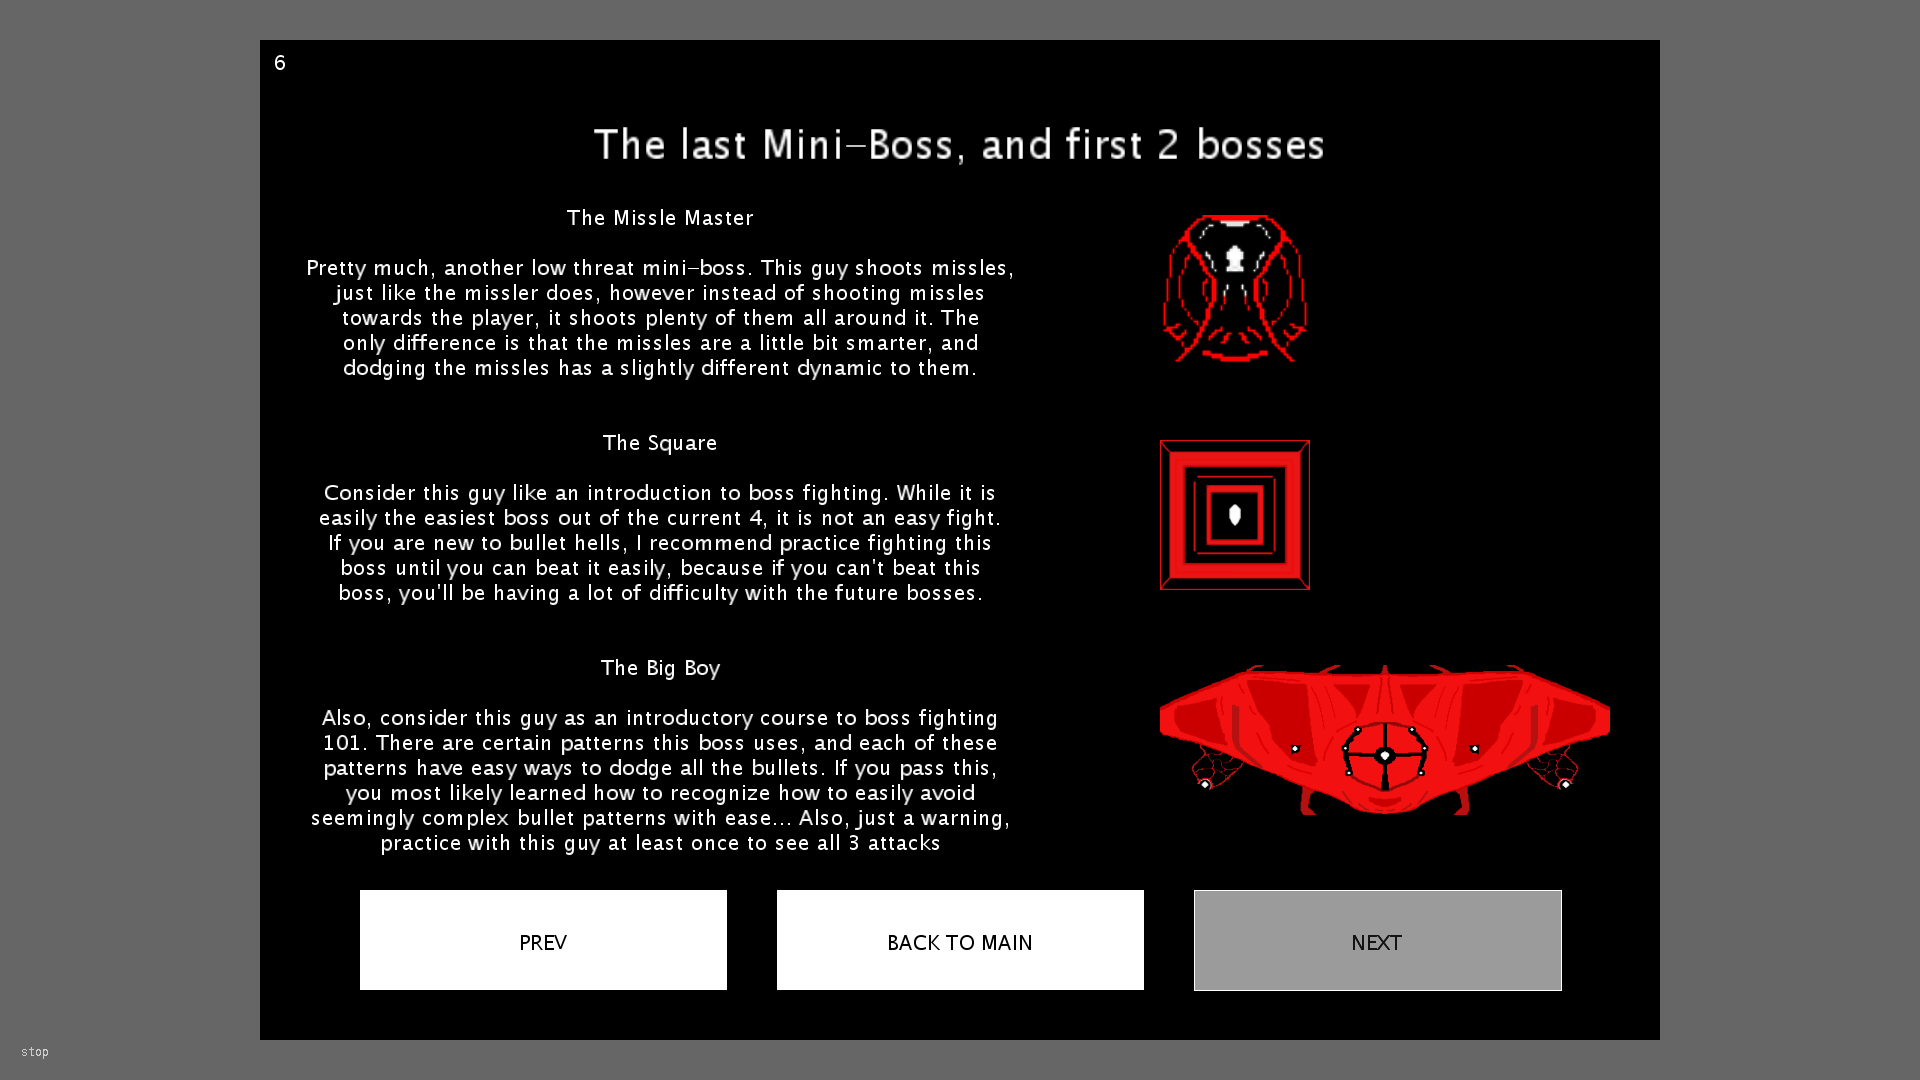 6
The last Mini-Boss, and first 2 bosses
The Missle Master
Pretty much, another low threat mini-boss. This guy shoots missles,
just like the missler does, however instead of shooting missles
towards the player, it shoots plenty of them all around it. The
only difference is that the missles are a little bit smarter, and
dodging the missles has a slightly different dynamic to them.
The Square
Consider this guy like an introduction to boss fighting. While it is
easily the easiest boss out of the current 4, it is not an easy fight.
If you are new to bullet hells, I recommend practice fighting this
boss until you can beat it easily, because if you can't beat this
boss, you'll be having a lot of difficulty with the future bosses.
The Big Boy
Also, consider this guy as an introductory course to boss fighting
101. There are certain patterns this boss uses, and each of these
patterns have easy ways to dodge all the bullets. If you pass this,
you most likely learned how to recognize how to easily avoid
seemingly complex bullet patterns with ease... Also, just a warning,
practice with this guy at least once to see all 3 attacks
PREV
BACK TO MAIN
NEXT
stop